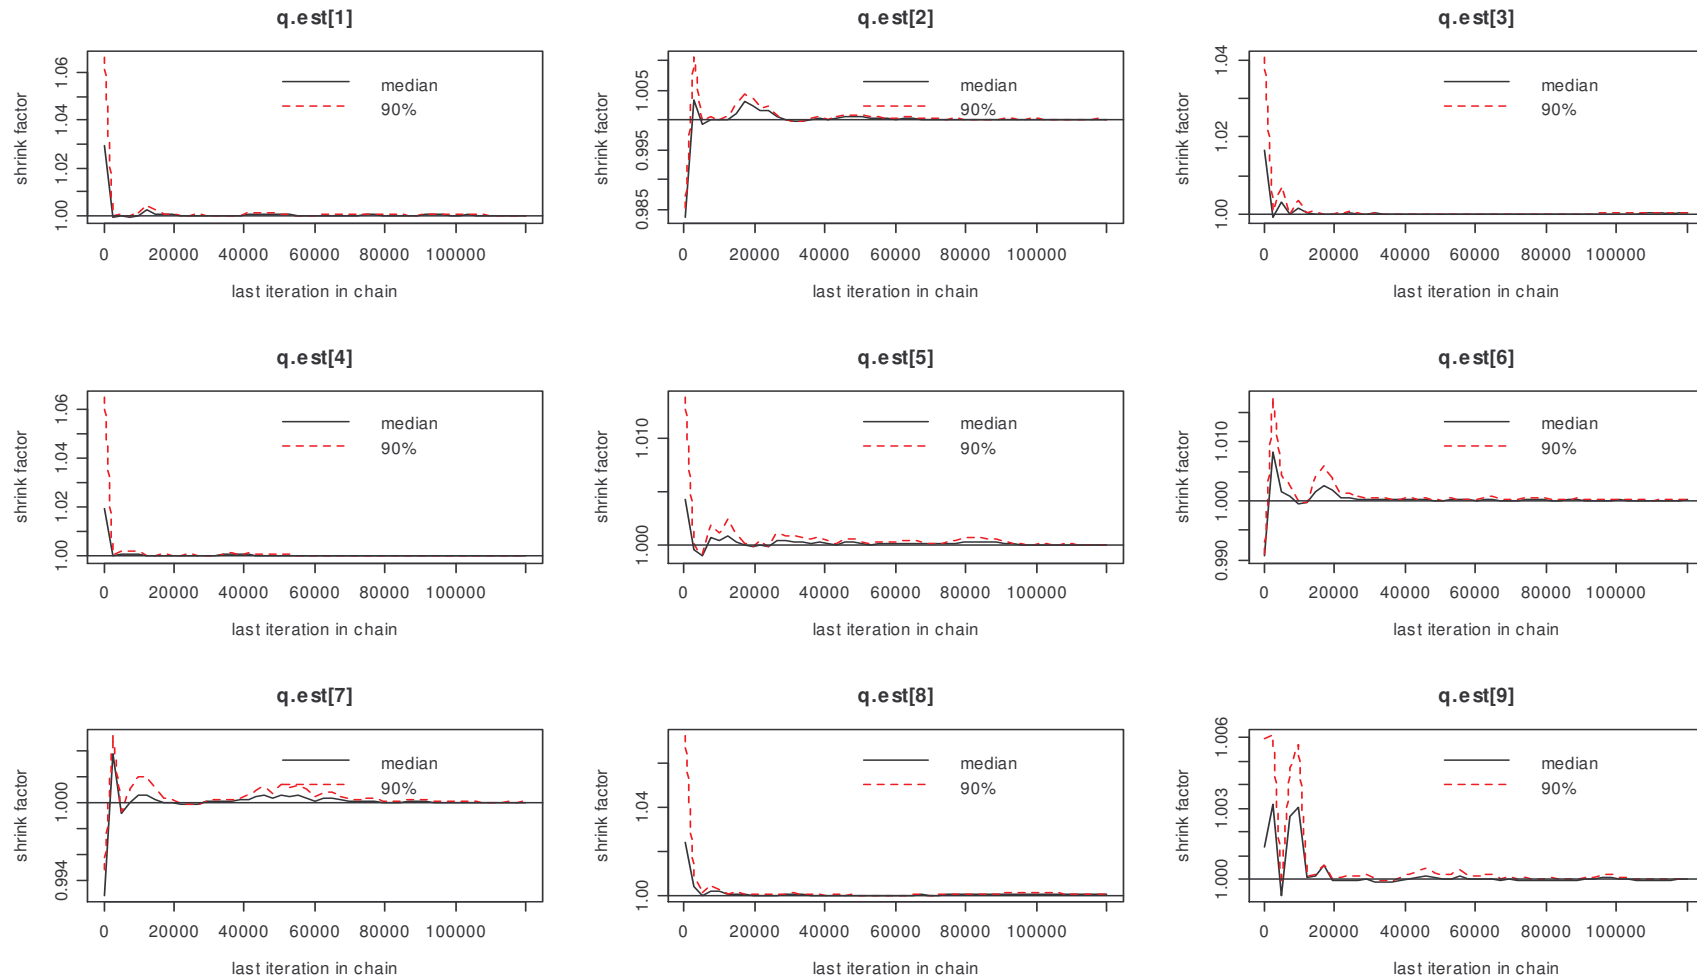 q.est[1]
shrink factor
1.00 1.02 1.04 1.06
median
90%
0 20000 40000 60000 80000 100000
last iteration in chain
q.est[2]
shrink factor
0.985 0.995 1.005
median
90%
0 20000 40000 60000 80000 100000
last iteration in chain
q.est[3]
shrink factor
1.00 1.02 1.04
median
90%
0 20000 40000 60000 80000 100000
last iteration in chain
q.est[4]
shrink factor
1.00 1.02 1.04 1.06
median
90%
0 20000 40000 60000 80000 100000
last iteration in chain
q.est[5]
shrink factor
1.000 1.010
median
90%
0 20000 40000 60000 80000 100000
last iteration in chain
q.est[6]
shrink factor
0.990 1.000 1.010
median
90%
0 20000 40000 60000 80000 100000
last iteration in chain
q.est[7]
shrink factor
0.994 1.000
median
90%
0 20000 40000 60000 80000 100000
last iteration in chain
q.est[8]
shrink factor
1.00 1.04
median
90%
0 20000 40000 60000 80000 100000
last iteration in chain
q.est[9]
shrink factor
1.000 1.003 1.006
median
90%
0 20000 40000 60000 80000 100000
last iteration in chain